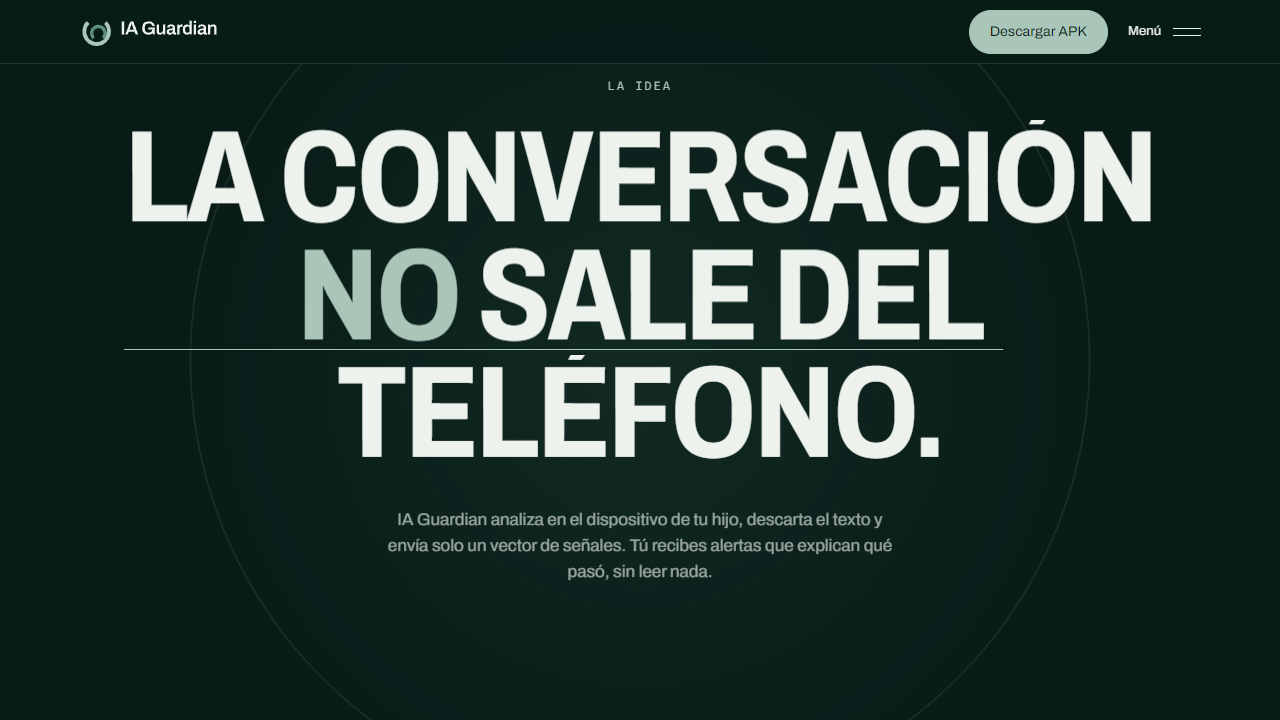 IA Guardian
Descargar APK
Menú
LA IDEA
LA CONVERSACIÓN
NO SALE DEL
TELÉFONO.
IA Guardian analiza en el dispositivo de tu hijo, descarta el texto y
envía solo un vector de señales. Tú recibes alertas que explican qué
pasó, sin leer nada.